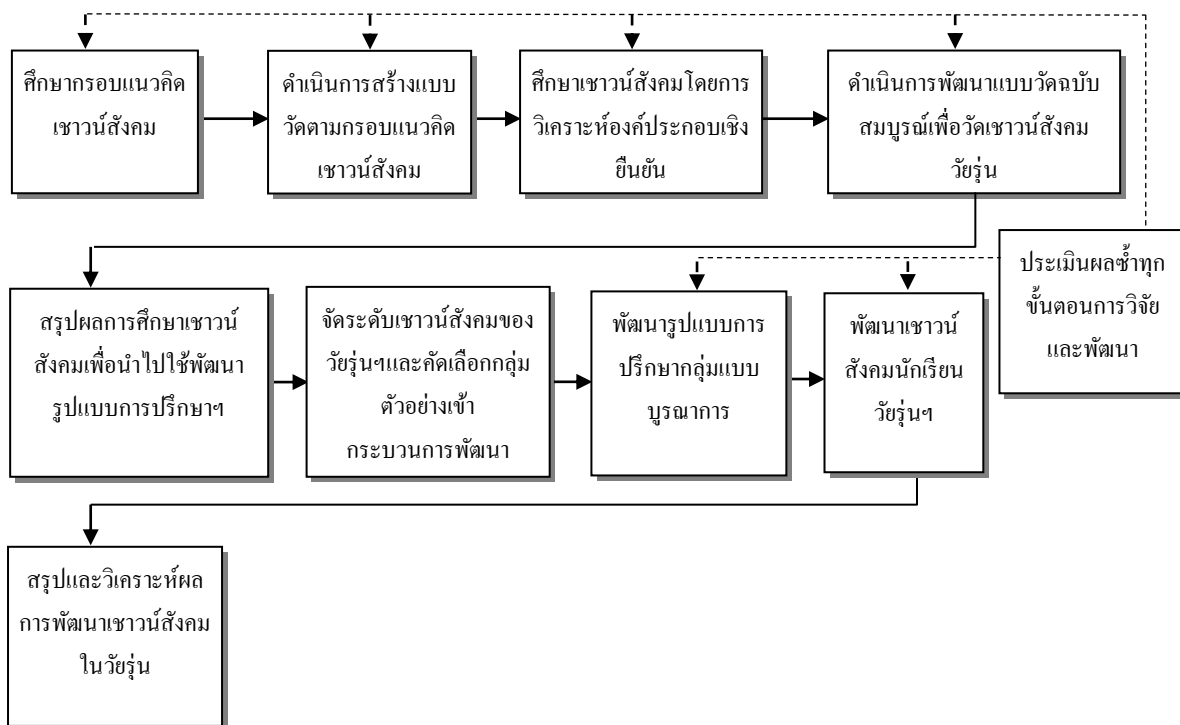 ศึกษากรอบแนวคิด
เชาวน์สังคม
ดำเนินการสร้างแบบ
วัดตามกรอบแนวคิด
เชาวน์สังคม
ศึกษาเชาวน์สังคมโดยการ
วิเคราะห์องค์ประกอบเชิง
ยืนยัน
ดำเนินการพัฒนาแบบวัดฉบับ
สมบูรณ์เพื่อวัดเชาวน์สังคม
วัยรุ่น
ประเมินผลซ้ำทุก
ขั้นตอนการวิจัย
และพัฒนา
สรุปผลการศึกษาเชาวน์
สังคมเพื่อนำไปใช้พัฒนา
รูปแบบการปรึกษาฯ
จัดระดับเชาวน์สังคมของ
วัยรุ่นฯและคัดเลือกกลุ่ม
ตัวอย่างเข้า
กระบวนการพัฒนา
พัฒนารูปแบบการ
ปรึกษากลุ่มแบบ
บูรณาการ
พัฒนาเชาวน์
สังคมนักเรียน
วัยรุ่นฯ
สรุปและวิเคราะห์ผล
การพัฒนาเชาวน์สังคม
ในวัยรุ่น